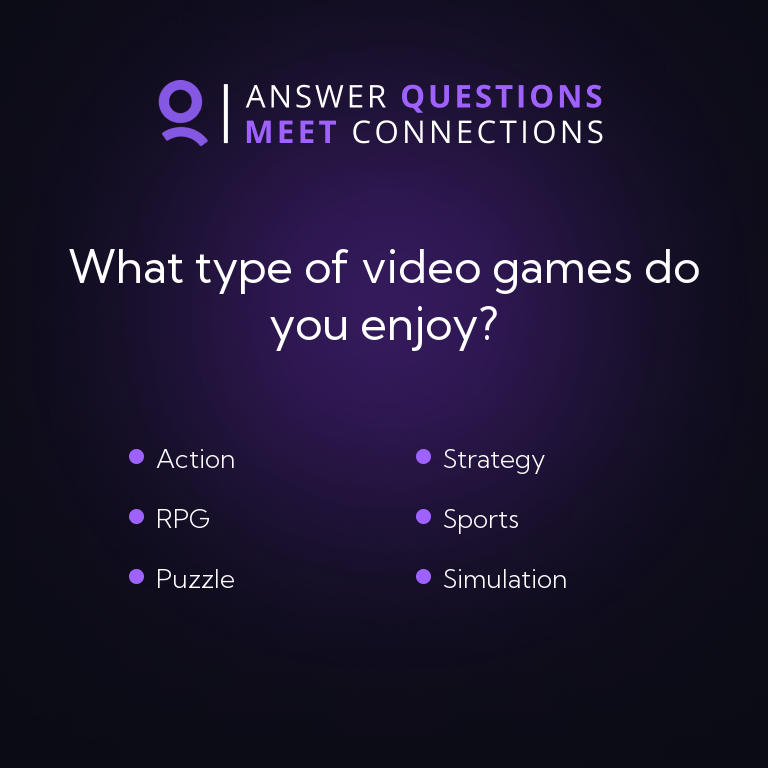 ANSWER QUESTIONS
MEET CONNECTIONS
What type of video games do
you enjoy?
Action
Strategy
RPG
Sports
Puzzle
Simulation